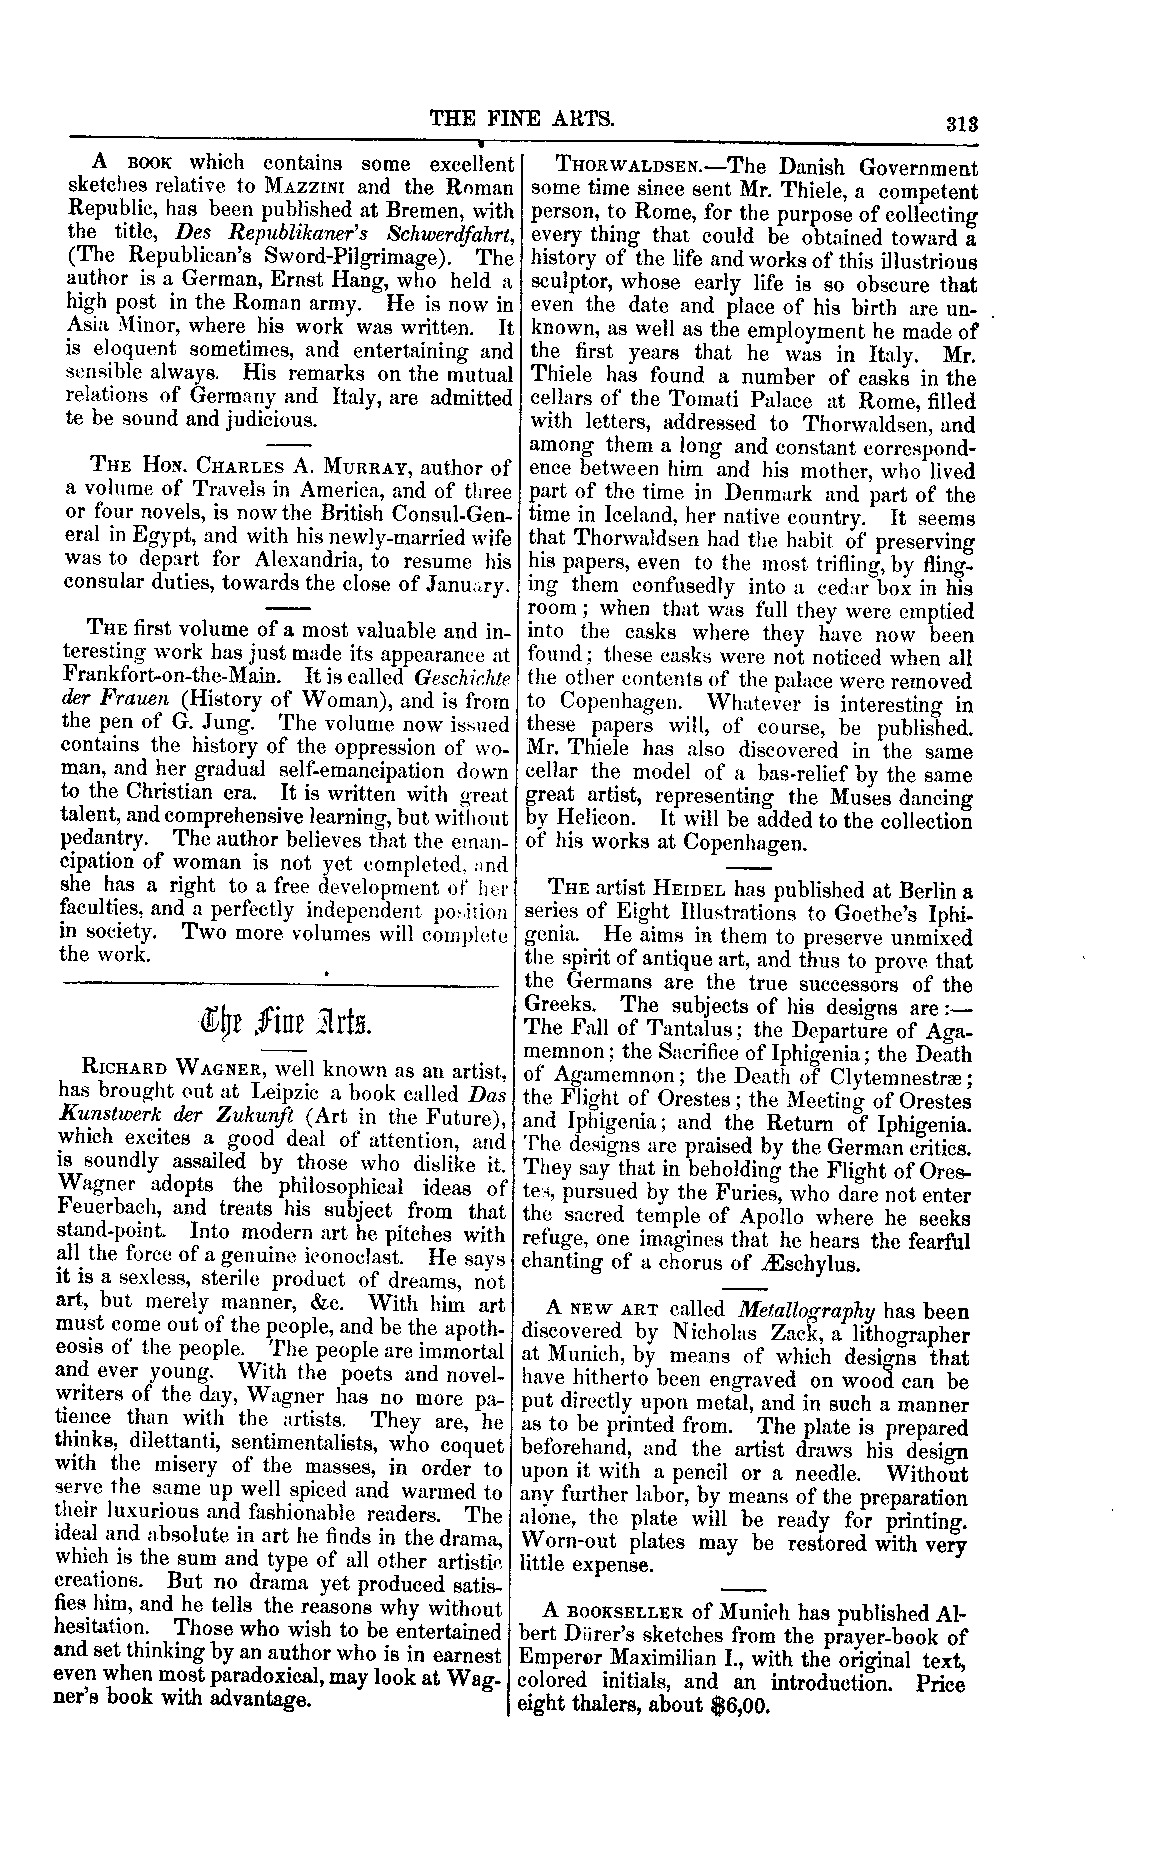 THE FINE ARTS.
313
A BOOK which contains some excellent
sketches relative to MAZZINI and the Roman
Republic, has been published at Bremen, with
the title, Des Republikaner's Schwerdfahrt,
(The Republican's Sword-Pilgrimage). The
author is a German, Ernst Hang, who held a
high post in the Roman army. He is now in
Asia Minor, where his work was written. It
is eloquent sometimes, and entertaining and
sensible always. His remarks on the mutual
relations of Germany and Italy, are admitted
te be sound and judicious.
THE HON. CHARLES A. MURRAY, author of
a volume of Travels in America, and of three
or four novels, is now the British Consul-Gen-
eral in Egypt, and with his newly-married wife
was to depart for Alexandria, to resume his
consular duties, towards the close of January.
THE first volume of a most valuable and in-
teresting work has just made its appearance at
Frankfort-on-the-Main. It is called Geschichte
der Frauen (History of Woman), and is from
the pen of G. Jung. The volume now issued
contains the history of the oppression of wo-
man, and her gradual self-emancipation down
to the Christian era. It is written with great
talent, and comprehensive learning, but without
pedantry. The author believes that the eman-
cipation of woman is not yet completed, and
she has a right to a free development of her
faculties, and a perfectly independent position
in society. Two more volumes will complete
the work.
The Fine Arts.
RICHARD WAGNER, well known as an artist,
has brought out at Leipzic a book called Das
Kunstwerk der Zukunft (Art in the Future),
which excites a good deal of attention, and
is soundly assailed by those who dislike it.
Wagner adopts the philosophical ideas of
Feuerbach, and treats his subject from that
stand-point. Into modern art he pitches with
all the force of a genuine iconoclast. He says
it is a sexless, sterile product of dreams, not
art, but merely manner, &c. With him art
must come out of the people, and be the apoth-
eosis of the people. The people are immortal
and ever young. With the poets and novel-
writers of the day, Wagner has no more pa-
tience than with the artists. They are, he
thinks, dilettanti, sentimentalists, who coquet
with the misery of the masses, in order to
serve the same up well spiced and warmed to
their luxurious and fashionable readers. The
ideal and absolute in art he finds in the drama,
which is the sum and type of all other artistic
creations. But no drama yet produced satis-
fies him, and he tells the reasons why without
hesitation. Those who wish to be entertained
and set thinking by an author who is in earnest
even when most paradoxical, may look at Wag-
ner's book with advantage.
THORWALDSEN.—The Danish Government
some time since sent Mr. Thiele, a competent
person, to Rome, for the purpose of collecting
every thing that could be obtained toward a
history of the life and works of this illustrious
sculptor, whose early life is so obscure that
even the date and place of his birth are un-
known, as well as the employment he made of
the first years that he was in Italy. Mr.
Thiele has found a number of casks in the
cellars of the Tomati Palace at Rome, filled
with letters, addressed to Thorwaldsen, and
among them a long and constant correspond-
ence between him and his mother, who lived
part of the time in Denmark and part of the
time in Iceland, her native country. It seems
that Thorwaldsen had the habit of preserving
his papers, even to the most trifling, by fling-
ing them confusedly into a cedar box in his
room; when that was full they were emptied
into the casks where they have now been
found; these casks were not noticed when all
the other contents of the palace were removed
to Copenhagen. Whatever is interesting in
these papers will, of course, be published.
Mr. Thiele has also discovered in the same
cellar the model of a bas-relief by the same
great artist, representing the Muses dancing
by Helicon. It will be added to the collection
of his works at Copenhagen.
THE artist HEIDEL has published at Berlin a
series of Eight Illustrations to Goethe's Iphi-
genia. He aims in them to preserve unmixed
the spirit of antique art, and thus to prove that
the Germans are the true successors of the
Greeks. The subjects of his designs are:—
The Fall of Tantalus; the Departure of Aga-
memnon; the Sacrifice of Iphigenia; the Death
of Agamemnon; the Death of Clytemnestræ;
the Flight of Orestes; the Meeting of Orestes
and Iphigenia; and the Return of Iphigenia.
The designs are praised by the German critics.
They say that in beholding the Flight of Ores-
tes, pursued by the Furies, who dare not enter
the sacred temple of Apollo where he seeks
refuge, one imagines that he hears the fearful
chanting of a chorus of Æschylus.
A NEW ART called Metallography has been
discovered by Nicholas Zack, a lithographer
at Munich, by means of which designs that
have hitherto been engraved on wood can be
put directly upon metal, and in such a manner
as to be printed from. The plate is prepared
beforehand, and the artist draws his design
upon it with a pencil or a needle. Without
any further labor, by means of the preparation
alone, the plate will be ready for printing.
Worn-out plates may be restored with very
little expense.
A BOOKSELLER of Munich has published Al-
bert Dürer's sketches from the prayer-book of
Emperor Maximilian I., with the original text,
colored initials, and an introduction. Price
eight thalers, about $6,00.